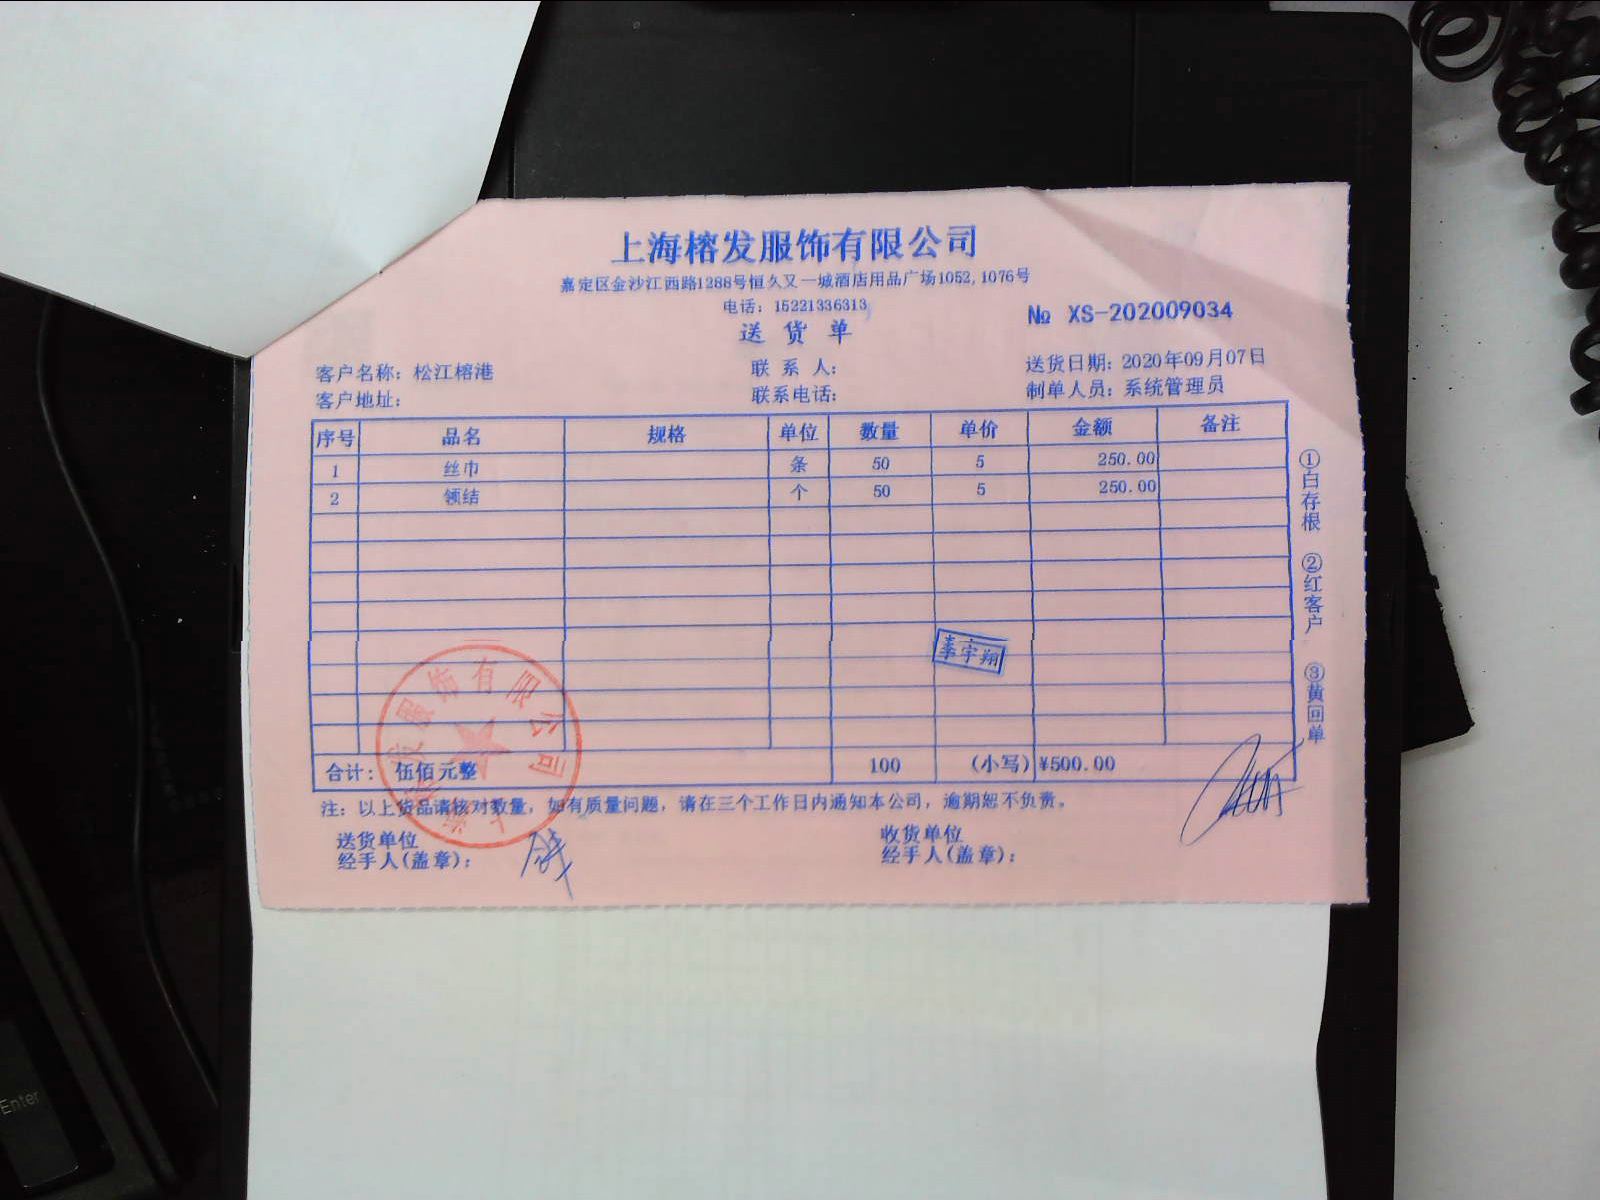 上海榕发服饰有限公司
嘉定区金沙江西路1288号恒久又一城酒店用品广场1052,1076号
电话：15221336313
送货单
№ XS-202009034
客户名称：松江榕港 联系人： 送货日期：2020年09月07日
客户地址： 联系电话： 制单人员：系统管理员
序号 品名 规格 单位 数量 单价 金额 备注
1 丝巾 条 50 5 250.00
2 领结 个 50 5 250.00
宇翔
合计：伍佰元整 100 (小写) ¥500.00
注：以上货品请核对数量，如有质量问题，请在三个工作日内通知本公司，逾期恕不负责。
送货单位 收货单位
经手人(盖章)： 经手人(盖章)：
①白存根 ②红客户 ③黄回单
发服饰有限公司
Enter